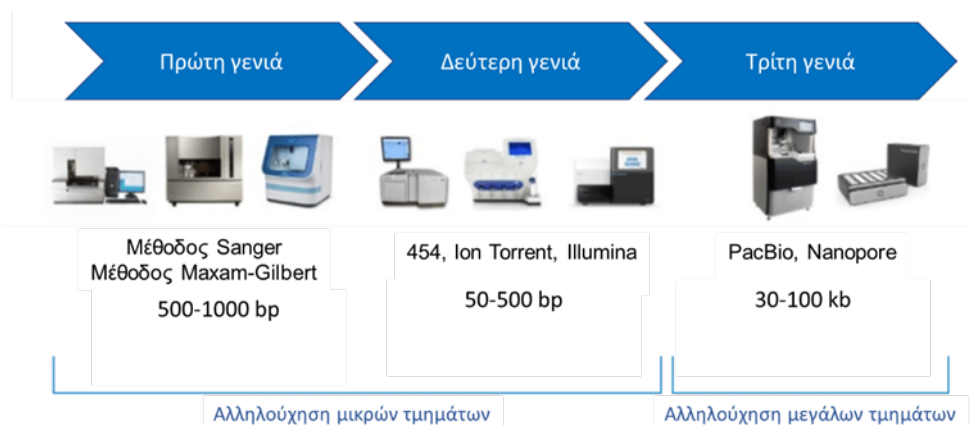 Πρώτη γενιά
Δεύτερη γενιά
Τρίτη γενιά
Μέθοδος Sanger
Μέθοδος Maxam-Gilbert
500-1000 bp
454, Ion Torrent, Illumina
50-500 bp
PacBio, Nanopore
30-100 kb
Αλληλούχηση μικρών τμημάτων
Αλληλούχηση μεγάλων τμημάτων